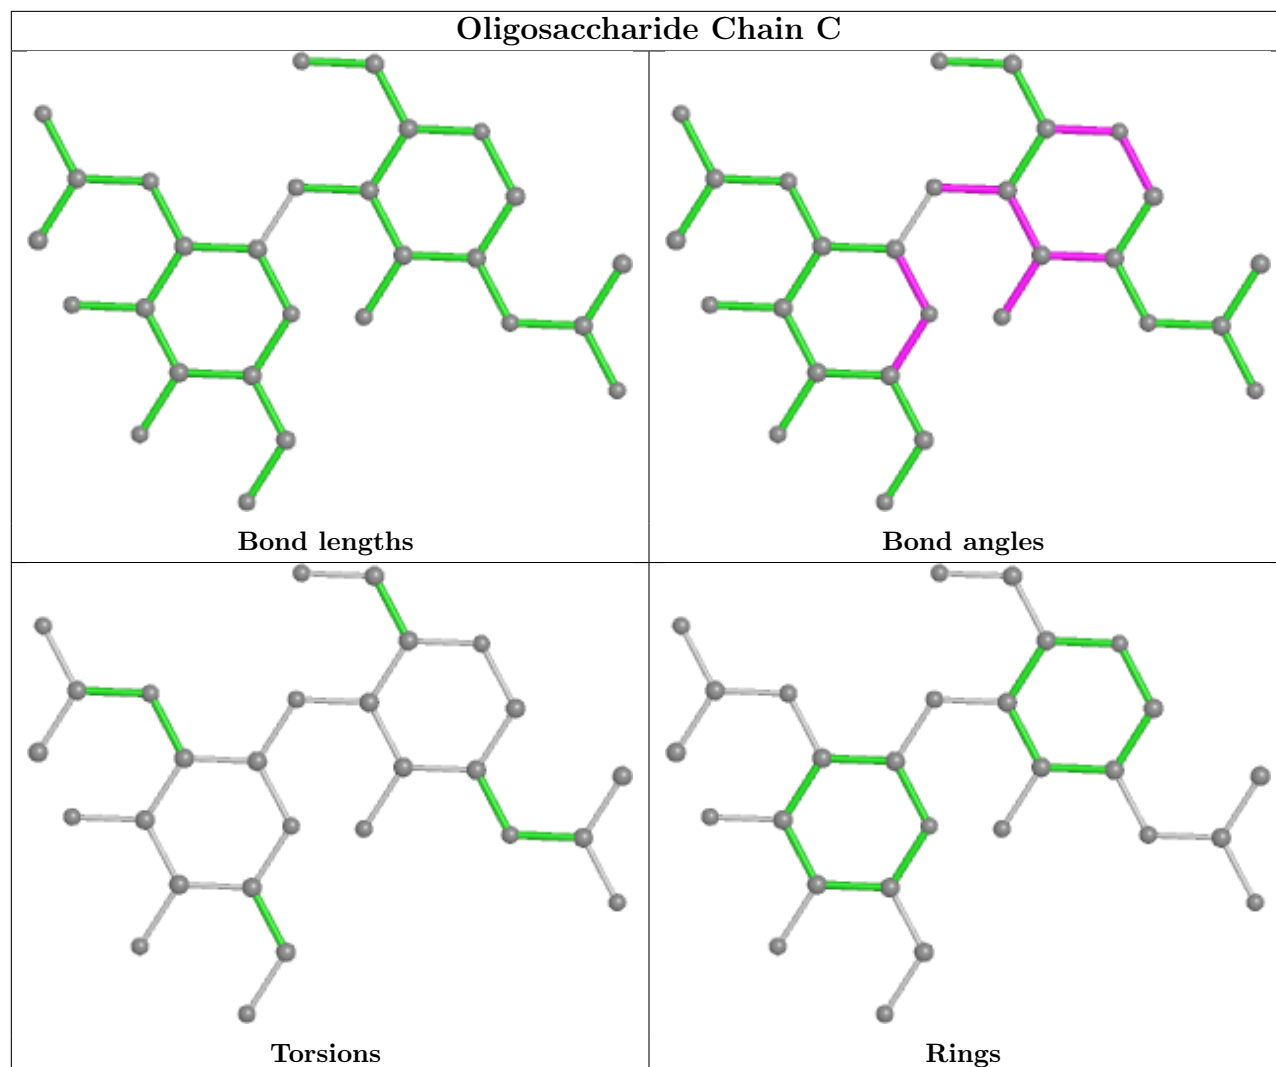 Oligosaccharide Chain C
Bond lengths
Bond angles
Torsions
Rings